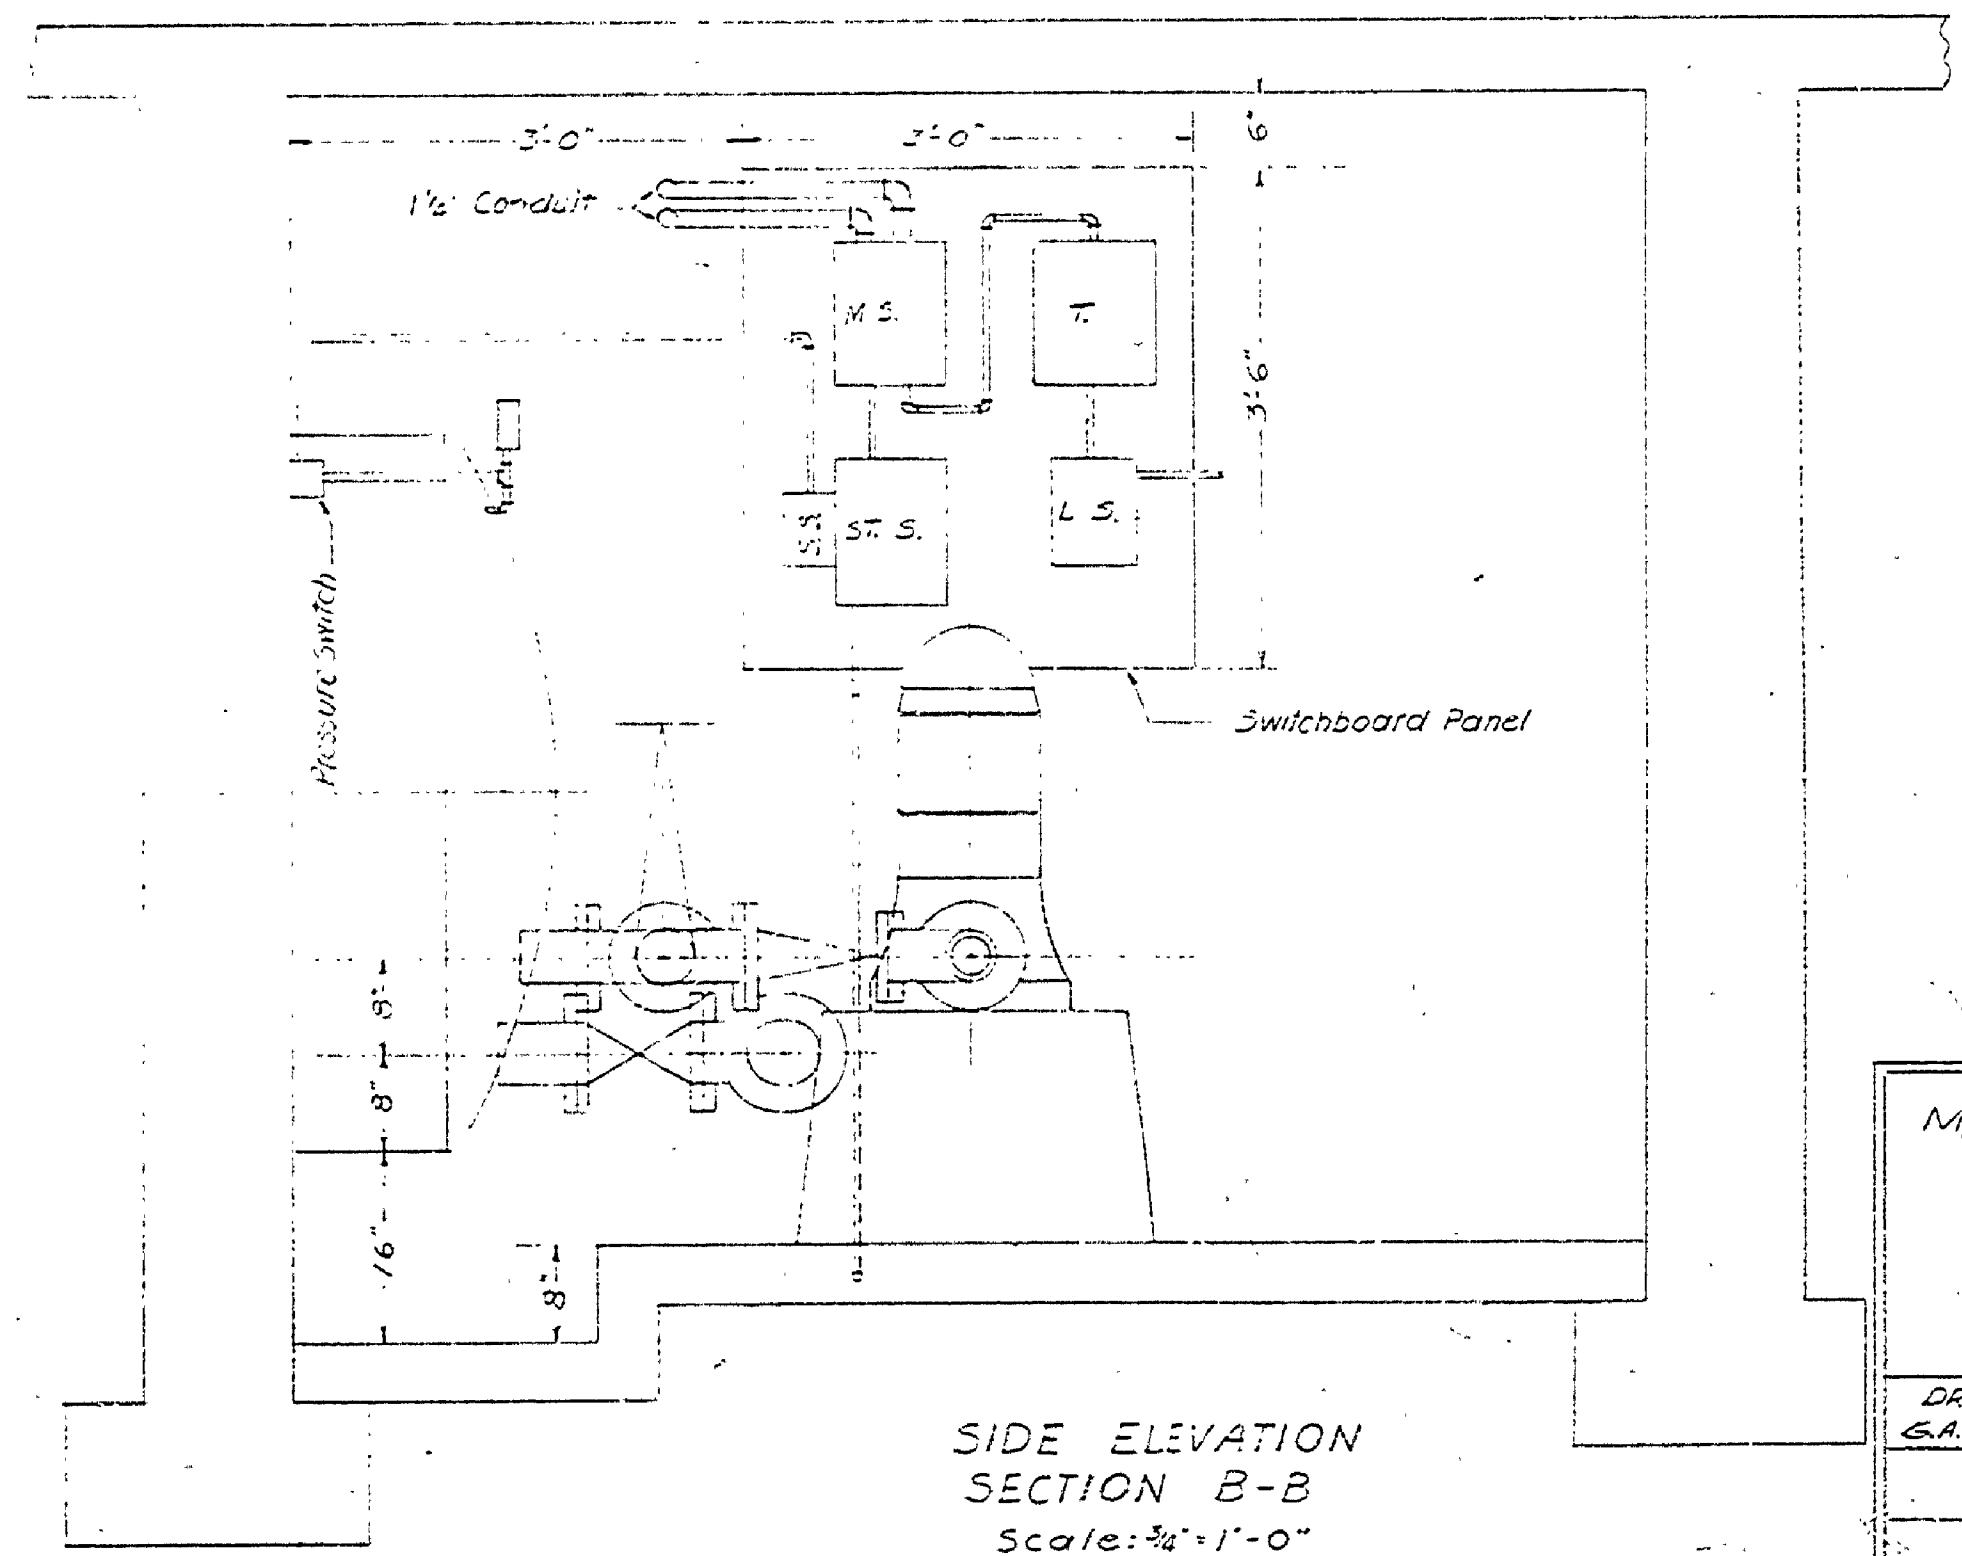 3'-0" 3'-0" 6"
1½" Conduit
M S. T.
3'-6"
S.S. ST. S. L S.
Pressure Switch
Switchboard Panel
8"
8"
16"
8"
M
DR
G.A.
SIDE ELEVATION
SECTION B-B
Scale: ¾" = 1'-0"